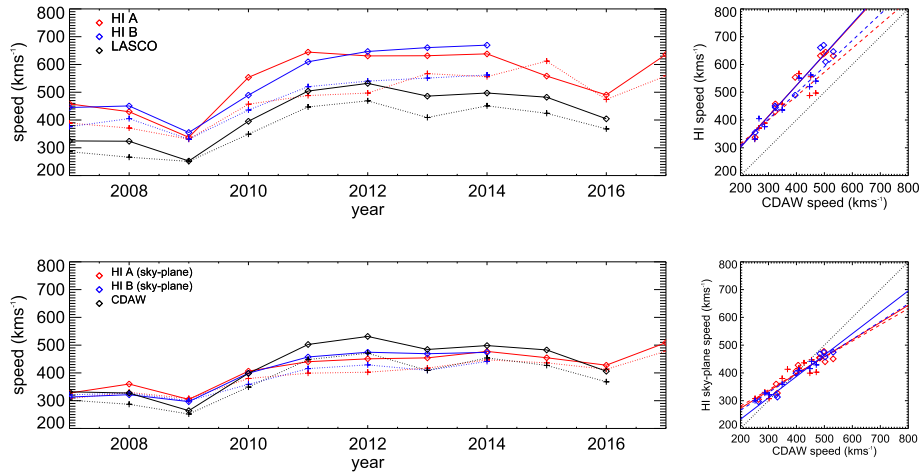 800
700
600
500
400
300
200
speed (kms⁻¹)
HI A
HI B
LASCO
2008 2010 2012 2014 2016
year
800
700
600
500
400
300
200
HI speed (kms⁻¹)
200 300 400 500 600 700 800
CDAW speed (kms⁻¹)
800
700
600
500
400
300
200
speed (kms⁻¹)
HI A (sky-plane)
HI B (sky-plane)
CDAW
2008 2010 2012 2014 2016
year
800
700
600
500
400
300
200
HI sky-plane speed (kms⁻¹)
200 300 400 500 600 700 800
CDAW speed (kms⁻¹)